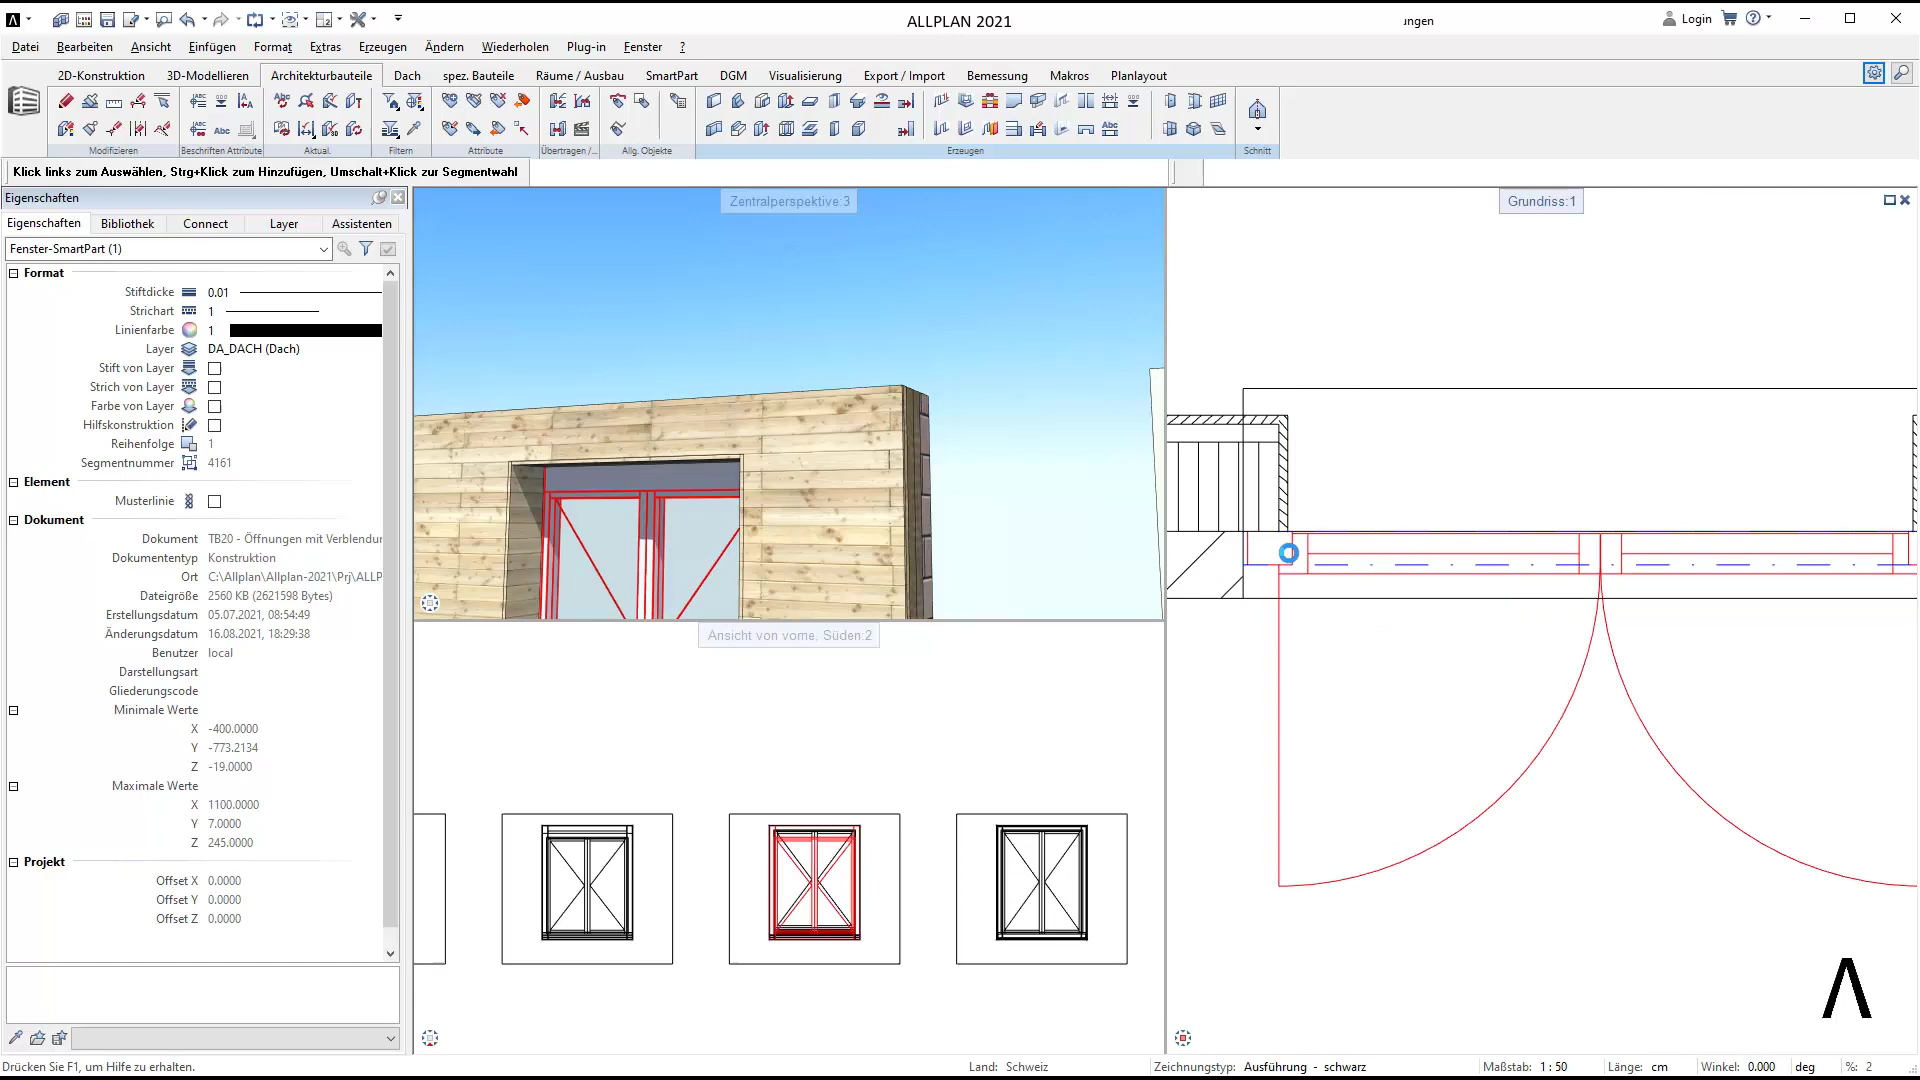 ALLPLAN 2021
ungen
Login
Datei Bearbeiten Ansicht Einfügen Format Extras Erzeugen Ändern Wiederholen Plug-in Fenster ?
2D-Konstruktion 3D-Modellieren Architekturbauteile Dach spez. Bauteile Räume / Ausbau SmartPart DGM Visualisierung Export / Import Bemessung Makros Planlayout
Modifizieren Beschriften Attribute Aktual. Filtern Attribute Übertragen /... Allg. Objekte Erzeugen Schnitt
Klick links zum Auswählen, Strg+Klick zum Hinzufügen, Umschalt+Klick zur Segmentwahl
Eigenschaften
Eigenschaften Bibliothek Connect Layer Assistenten
Fenster-SmartPart (1)
Format
Stiftdicke 0.01
Strichart 1
Linienfarbe 1
Layer DA_DACH (Dach)
Stift von Layer
Strich von Layer
Farbe von Layer
Hilfskonstruktion
Reihenfolge 1
Segmentnummer 4161
Element
Musterlinie
Dokument
Dokument TB20 - Öffnungen mit Verblendur
Dokumententyp Konstruktion
Ort C:\Allplan\Allplan-2021\Prj\ALLP
Dateigröße 2560 KB (2621598 Bytes)
Erstellungsdatum 05.07.2021, 08:54:49
Änderungsdatum 16.08.2021, 18:29:38
Benutzer local
Darstellungsart
Gliederungscode
Minimale Werte
X -400.0000
Y -773.2134
Z -19.0000
Maximale Werte
X 1100.0000
Y 7.0000
Z 245.0000
Projekt
Offset X 0.0000
Offset Y 0.0000
Offset Z 0.0000
Zentralperspektive:3
Ansicht von vorne, Süden:2
Grundriss:1
Drücken Sie F1, um Hilfe zu erhalten.
Land: Schweiz
Zeichnungstyp: Ausführung - schwarz
Maßstab: 1 : 50
Länge: cm
Winkel: 0.000 deg
%: 2